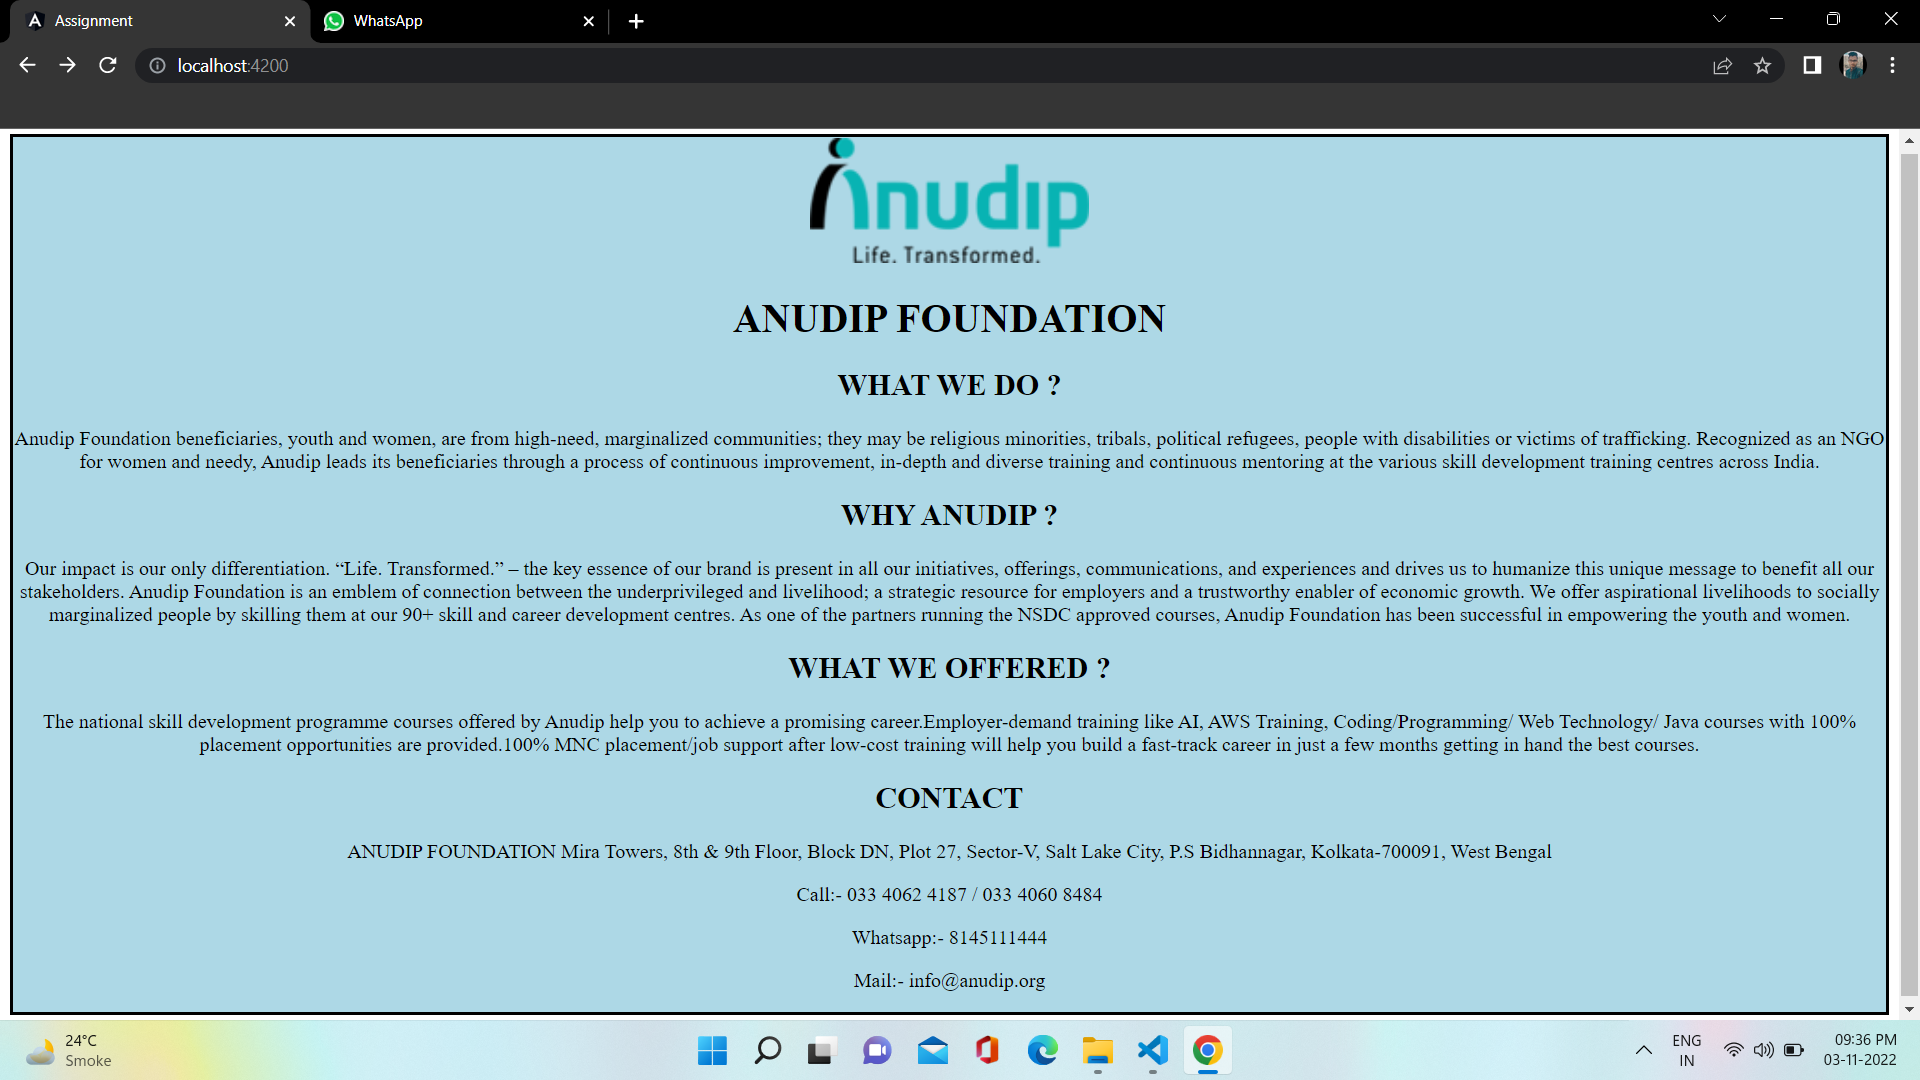 Assignment
WhatsApp
localhost:4200
Anudip
Life. Transformed.
ANUDIP FOUNDATION
WHAT WE DO ?
Anudip Foundation beneficiaries, youth and women, are from high-need, marginalized communities; they may be religious minorities, tribals, political refugees, people with disabilities or victims of trafficking. Recognized as an NGO
for women and needy, Anudip leads its beneficiaries through a process of continuous improvement, in-depth and diverse training and continuous mentoring at the various skill development training centres across India.
WHY ANUDIP ?
Our impact is our only differentiation. “Life. Transformed.” – the key essence of our brand is present in all our initiatives, offerings, communications, and experiences and drives us to humanize this unique message to benefit all our
stakeholders. Anudip Foundation is an emblem of connection between the underprivileged and livelihood; a strategic resource for employers and a trustworthy enabler of economic growth. We offer aspirational livelihoods to socially
marginalized people by skilling them at our 90+ skill and career development centres. As one of the partners running the NSDC approved courses, Anudip Foundation has been successful in empowering the youth and women.
WHAT WE OFFERED ?
The national skill development programme courses offered by Anudip help you to achieve a promising career.Employer-demand training like AI, AWS Training, Coding/Programming/ Web Technology/ Java courses with 100%
placement opportunities are provided.100% MNC placement/job support after low-cost training will help you build a fast-track career in just a few months getting in hand the best courses.
CONTACT
ANUDIP FOUNDATION Mira Towers, 8th & 9th Floor, Block DN, Plot 27, Sector-V, Salt Lake City, P.S Bidhannagar, Kolkata-700091, West Bengal
Call:- 033 4062 4187 / 033 4060 8484
Whatsapp:- 8145111444
Mail:- info@anudip.org
24°C
Smoke
ENG
IN
09:36 PM
03-11-2022